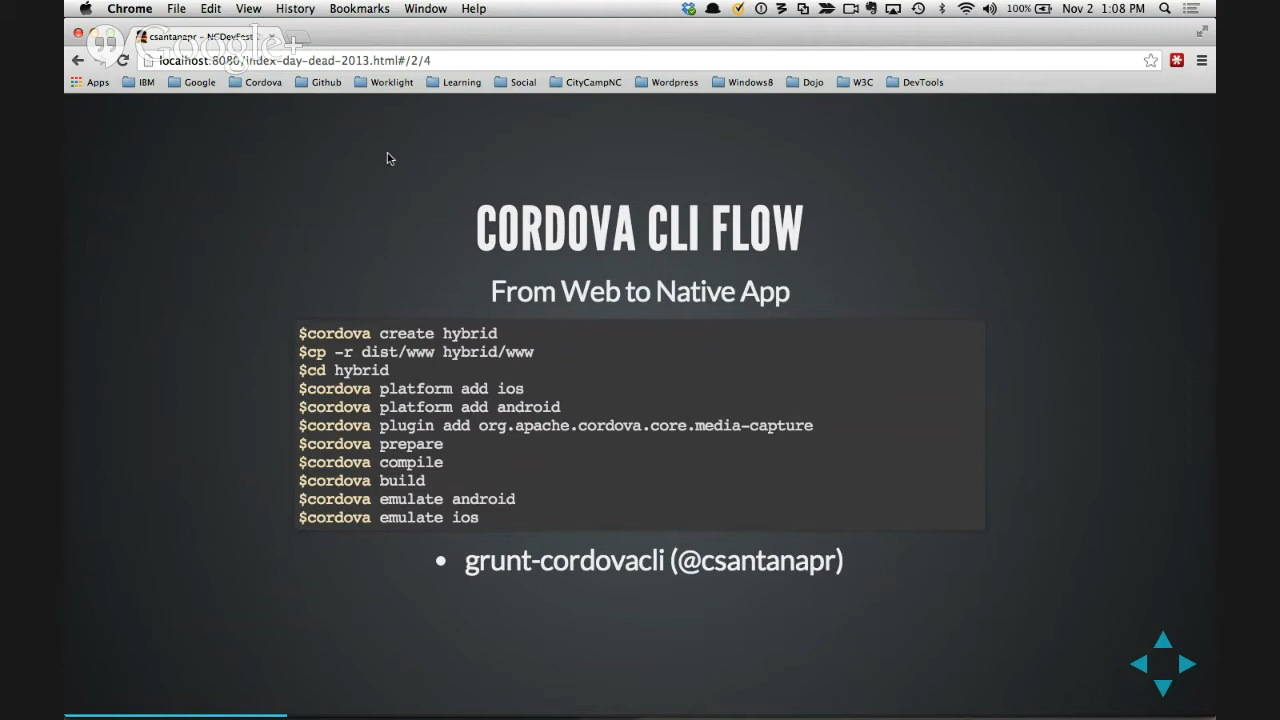 Chrome File Edit View History Bookmarks Window Help 100% Nov 2 1:08 PM
csantanapr - NCDevFest 2
Google+
localhost:8080/index-day-dead-2013.html#/2/4
Apps IBM Google Cordova Github Worklight Learning Social CityCampNC Wordpress Windows8 Dojo W3C DevTools
CORDOVA CLI FLOW
From Web to Native App
$cordova create hybrid
$cp -r dist/www hybrid/www
$cd hybrid
$cordova platform add ios
$cordova platform add android
$cordova plugin add org.apache.cordova.core.media-capture
$cordova prepare
$cordova compile
$cordova build
$cordova emulate android
$cordova emulate ios
• grunt-cordovacli (@csantanapr)